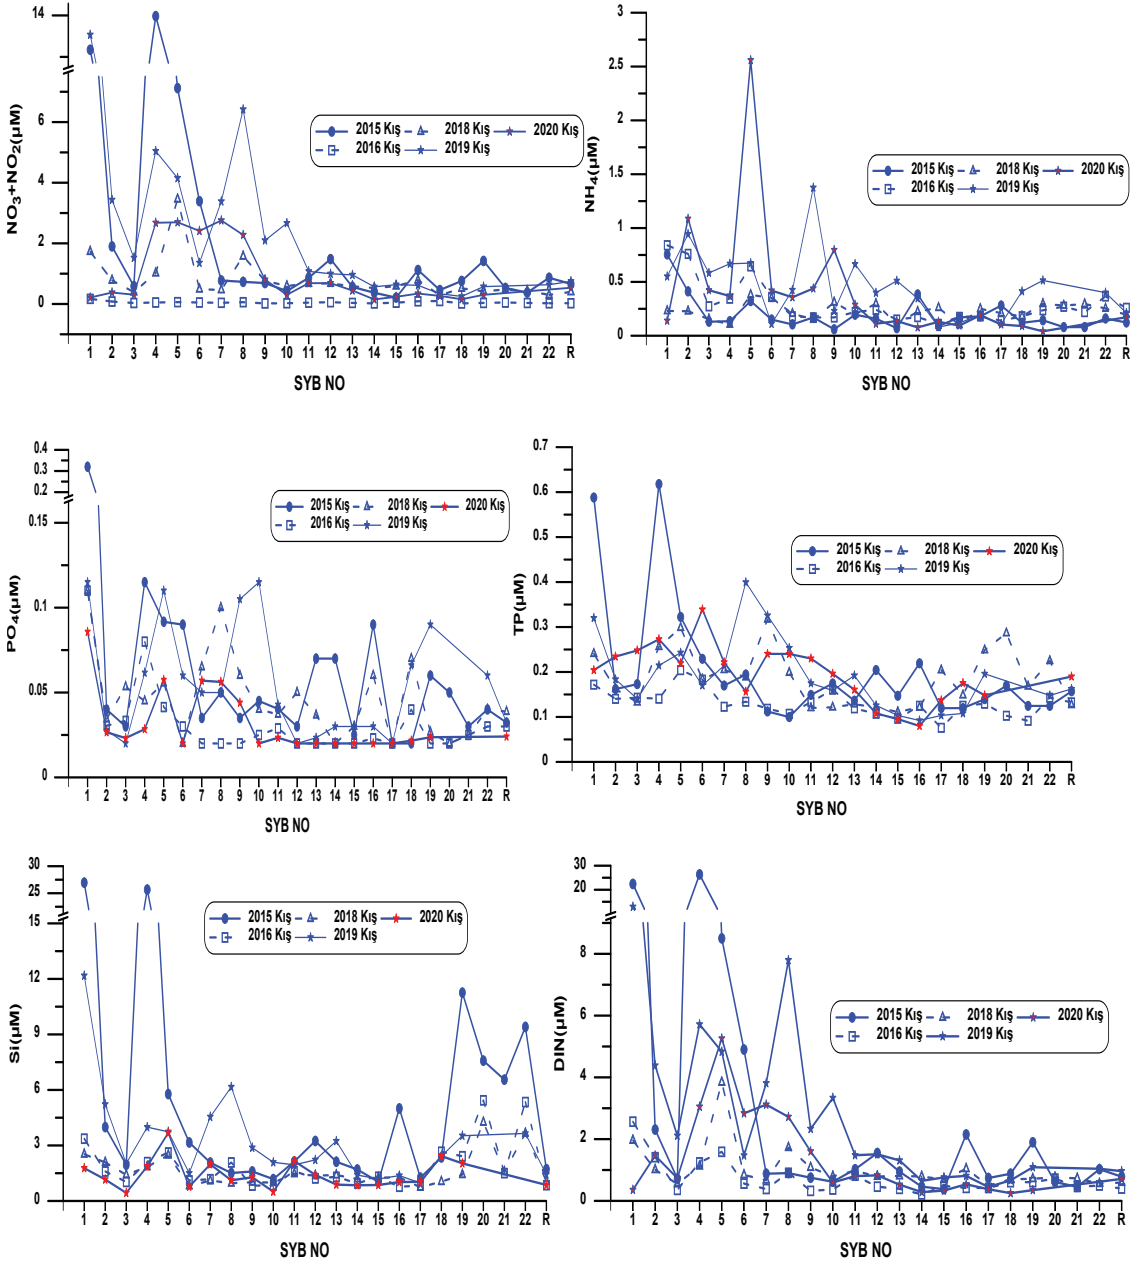 NO3+NO2(µM)
14
6
4
2
0
2015 Kış 2018 Kış 2020 Kış
2016 Kış 2019 Kış
1 2 3 4 5 6 7 8 9 10 11 12 13 14 15 16 17 18 19 20 21 22 R
SYB NO
NH4(µM)
3
2.5
2
1.5
1
0.5
0
2015 Kış 2018 Kış 2020 Kış
2016 Kış 2019 Kış
1 2 3 4 5 6 7 8 9 10 11 12 13 14 15 16 17 18 19 20 21 22 R
SYB NO
PO4(µM)
0.4
0.3
0.2
0.15
0.1
0.05
0
2015 Kış 2018 Kış 2020 Kış
2016 Kış 2019 Kış
1 2 3 4 5 6 7 8 9 10 11 12 13 14 15 16 17 18 19 20 21 22 R
SYB NO
TP(µM)
0.7
0.6
0.5
0.4
0.3
0.2
0.1
0
2015 Kış 2018 Kış 2020 Kış
2016 Kış 2019 Kış
1 2 3 4 5 6 7 8 9 10 11 12 13 14 15 16 17 18 19 20 21 22 R
SYB NO
Si(µM)
30
25
15
12
9
6
3
0
2015 Kış 2018 Kış 2020 Kış
2016 Kış 2019 Kış
1 2 3 4 5 6 7 8 9 10 11 12 13 14 15 16 17 18 19 20 21 22 R
SYB NO
DIN(µM)
30
20
8
6
4
2
0
2015 Kış 2018 Kış 2020 Kış
2016 Kış 2019 Kış
1 2 3 4 5 6 7 8 9 10 11 12 13 14 15 16 17 18 19 20 21 22 R
SYB NO